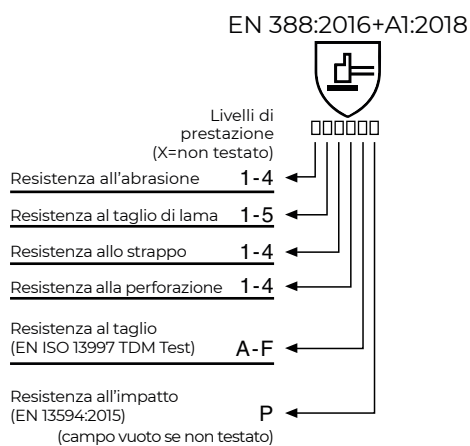 EN 388:2016+A1:2018
Livelli di
prestazione
(X=non testato)
Resistenza all'abrasione 1-4
Resistenza al taglio di lama 1-5
Resistenza allo strappo 1-4
Resistenza alla perforazione 1-4
Resistenza al taglio
(EN ISO 13997 TDM Test) A-F
Resistenza all'impatto
(EN 13594:2015) P
(campo vuoto se non testato)